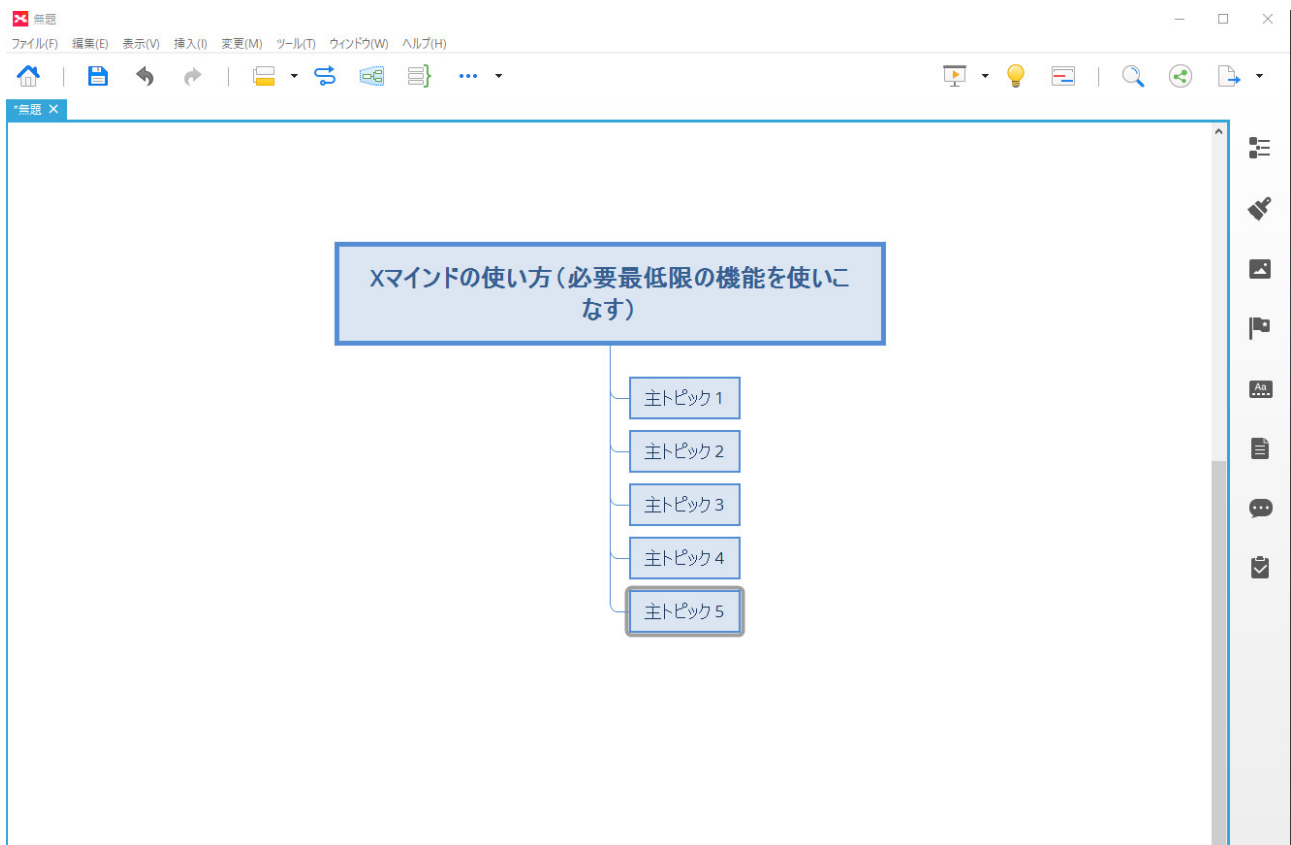 無題
ファイル(F) 編集(E) 表示(V) 挿入(I) 変更(M) ツール(T) ウィンドウ(W) ヘルプ(H)
*無題
Xマインドの使い方（必要最低限の機能を使いこ
なす）
主トピック 1
主トピック 2
主トピック 3
主トピック 4
主トピック 5
Aa